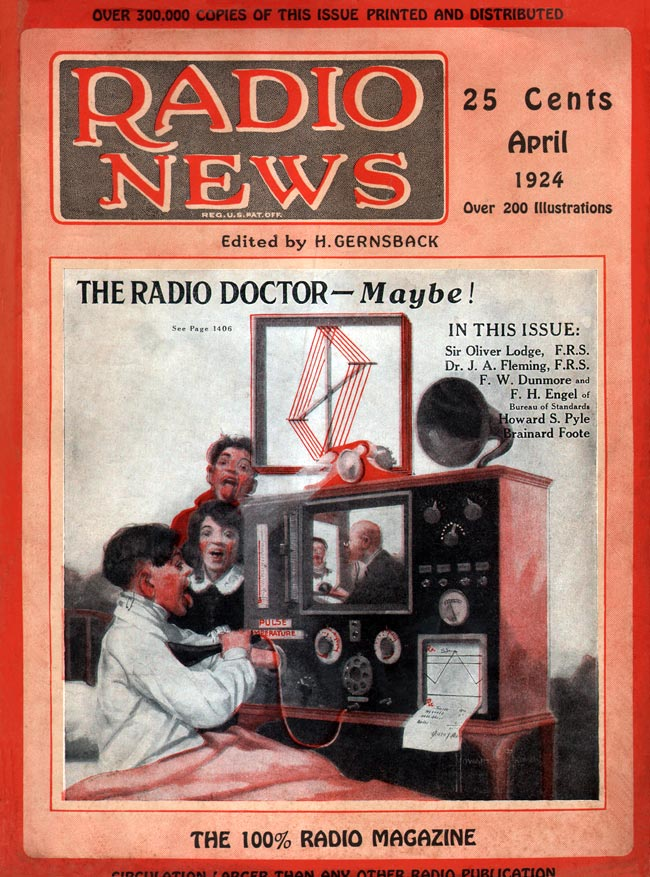 OVER 300.000 COPIES OF THIS ISSUE PRINTED AND DISTRIBUTED
RADIO
NEWS
REG.U.S.PAT.OFF.
25 Cents
April
1924
Over 200 Illustrations
Edited by H. GERNSBACK
THE RADIO DOCTOR—Maybe!
See Page 1406
IN THIS ISSUE:
Sir Oliver Lodge, F.R.S.
Dr. J. A. Fleming, F.R.S.
F. W. Dunmore and
F. H. Engel of
Bureau of Standards
Howard S. Pyle
Brainard Foote
PULSE
THE 100% RADIO MAGAZINE
CIRCULATION LARGER THAN ANY OTHER RADIO PUBLICATION